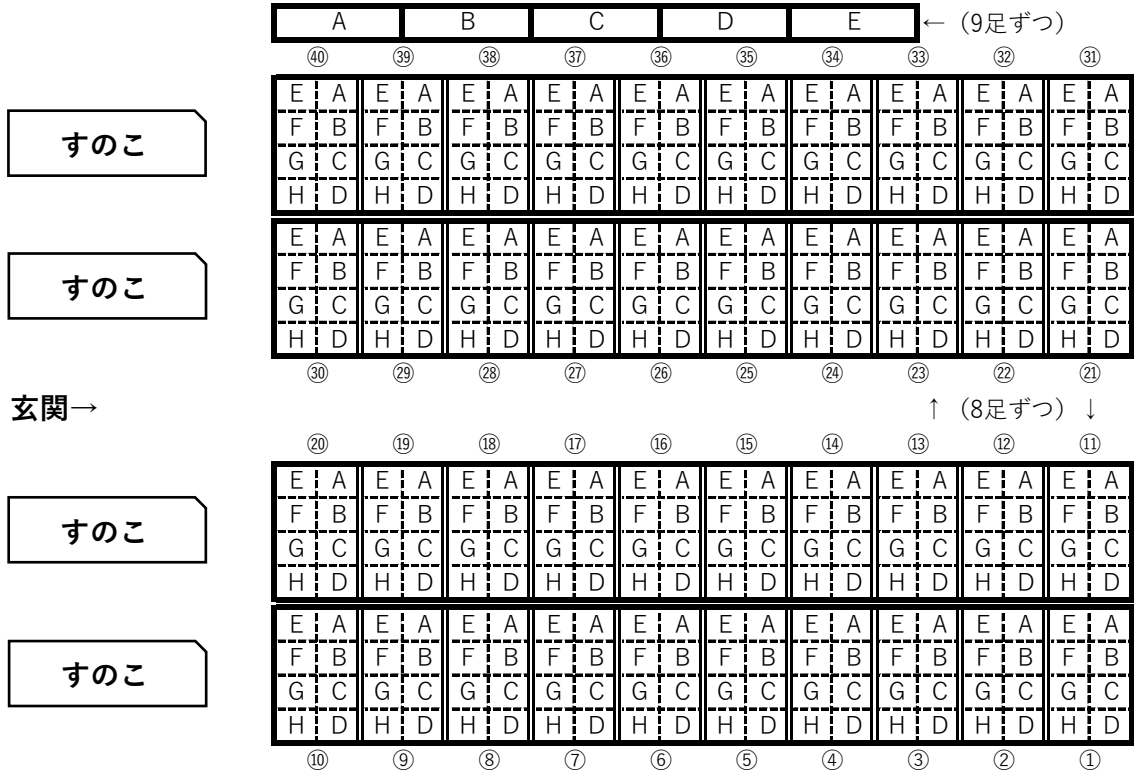 A B C D E ← (9足ずつ)
㊵ ㊴ ㊳ ㊲ ㊱ ㉟ ㉞ ㉝ ㉜ ㉛
E A E A E A E A E A E A E A E A E A E A
すのこ
F B F B F B F B F B F B F B F B F B F B
G C G C G C G C G C G C G C G C G C G C
H D H D H D H D H D H D H D H D H D H D
E A E A E A E A E A E A E A E A E A E A
すのこ
F B F B F B F B F B F B F B F B F B F B
G C G C G C G C G C G C G C G C G C G C
H D H D H D H D H D H D H D H D H D H D
㉚ ㉙ ㉘ ㉗ ㉖ ㉕ ㉔ ㉓ ㉒ ㉑
玄関→ ↑ (8足ずつ) ↓
⑳ ⑲ ⑱ ⑰ ⑯ ⑮ ⑭ ⑬ ⑫ ⑪
E A E A E A E A E A E A E A E A E A E A
すのこ
F B F B F B F B F B F B F B F B F B F B
G C G C G C G C G C G C G C G C G C G C
H D H D H D H D H D H D H D H D H D H D
E A E A E A E A E A E A E A E A E A E A
すのこ
F B F B F B F B F B F B F B F B F B F B
G C G C G C G C G C G C G C G C G C G C
H D H D H D H D H D H D H D H D H D H D
⑩ ⑨ ⑧ ⑦ ⑥ ⑤ ④ ③ ② ①